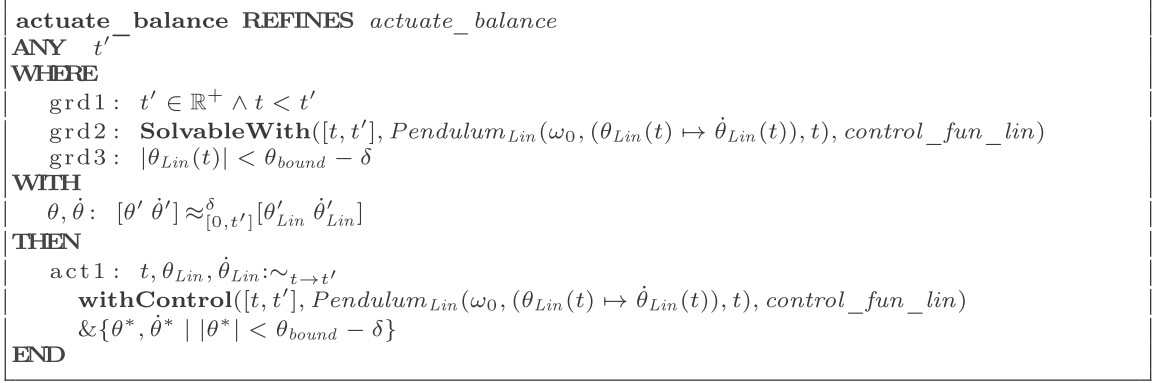 actuate_balance REFINES actuate_balance
ANY t′
WHERE
grd1: t′ ∈ ℝ⁺ ∧ t < t′
grd2: SolvableWith([t, t′], Pendulum_Lin(ω₀, (θ_Lin(t) ↦ θ̇_Lin(t)), t), control_fun_lin)
grd3: |θ_Lin(t)| < θ_bound − δ
WITH
θ, θ̇: [θ′ θ̇′] ≈^δ_[0,t′] [θ′_Lin θ̇′_Lin]
THEN
act1: t, θ_Lin, θ̇_Lin :∼_t→t′
withControl([t, t′], Pendulum_Lin(ω₀, (θ_Lin(t) ↦ θ̇_Lin(t)), t), control_fun_lin)
&{θ*, θ̇* | |θ*| < θ_bound − δ}
END